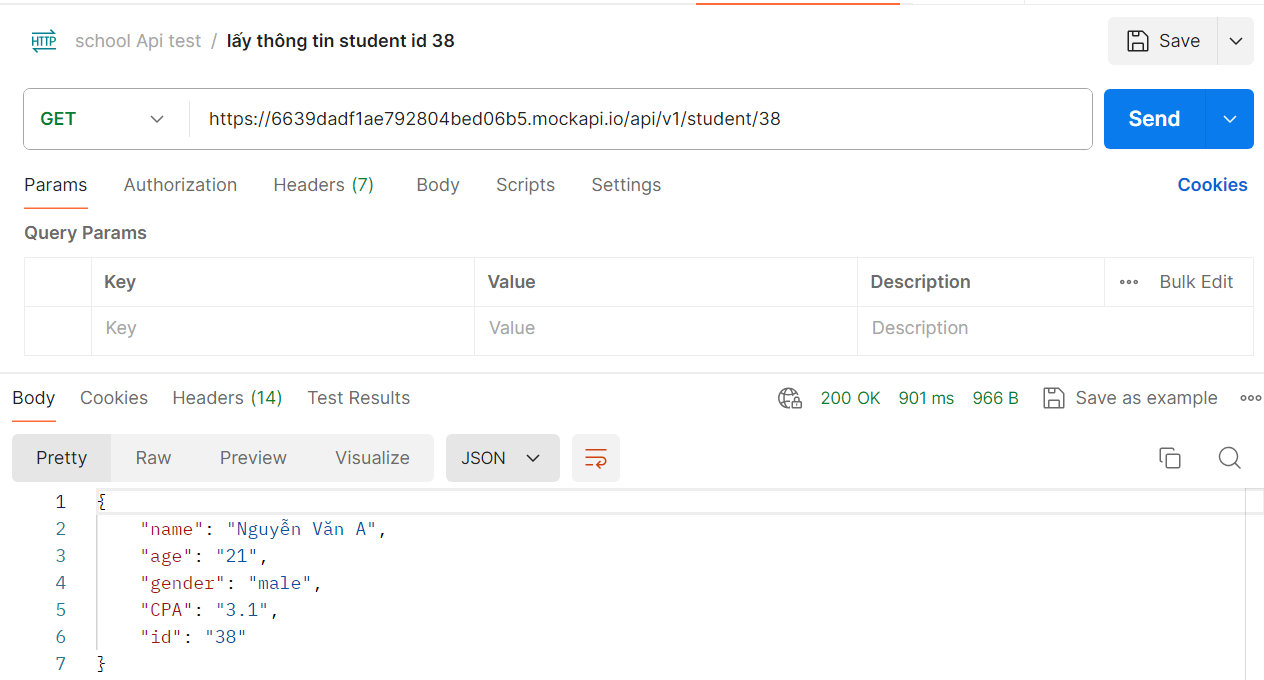 HTTP school Api test / lấy thông tin student id 38 Save
GET https://6639dadf1ae792804bed06b5.mockapi.io/api/v1/student/38 Send
Params Authorization Headers (7) Body Scripts Settings Cookies
Query Params
Key Value Description Bulk Edit
Key Value Description
Body Cookies Headers (14) Test Results 200 OK 901 ms 966 B Save as example
Pretty Raw Preview Visualize JSON
1 {
2 "name": "Nguyễn Văn A",
3 "age": "21",
4 "gender": "male",
5 "CPA": "3.1",
6 "id": "38"
7 }